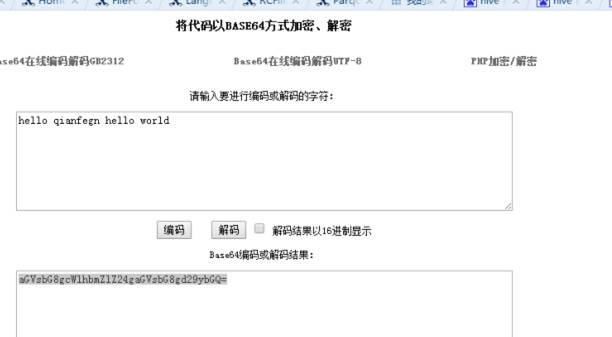 Home
FileFo
Lang
RCFil
Parq
我的
hive
hive
将代码以BASE64方式加密、解密
ase64在线编码解码GB2312 Base64在线编码解码UTF-8 PHP加密/解密
请输入要进行编码或解码的字符：
hello qianfegn hello world
编码 解码 解码结果以16进制显示
Base64编码或解码结果：
aGVsbG8gcWlhbmZlZ24gaGVsbG8gd29ybGQ=